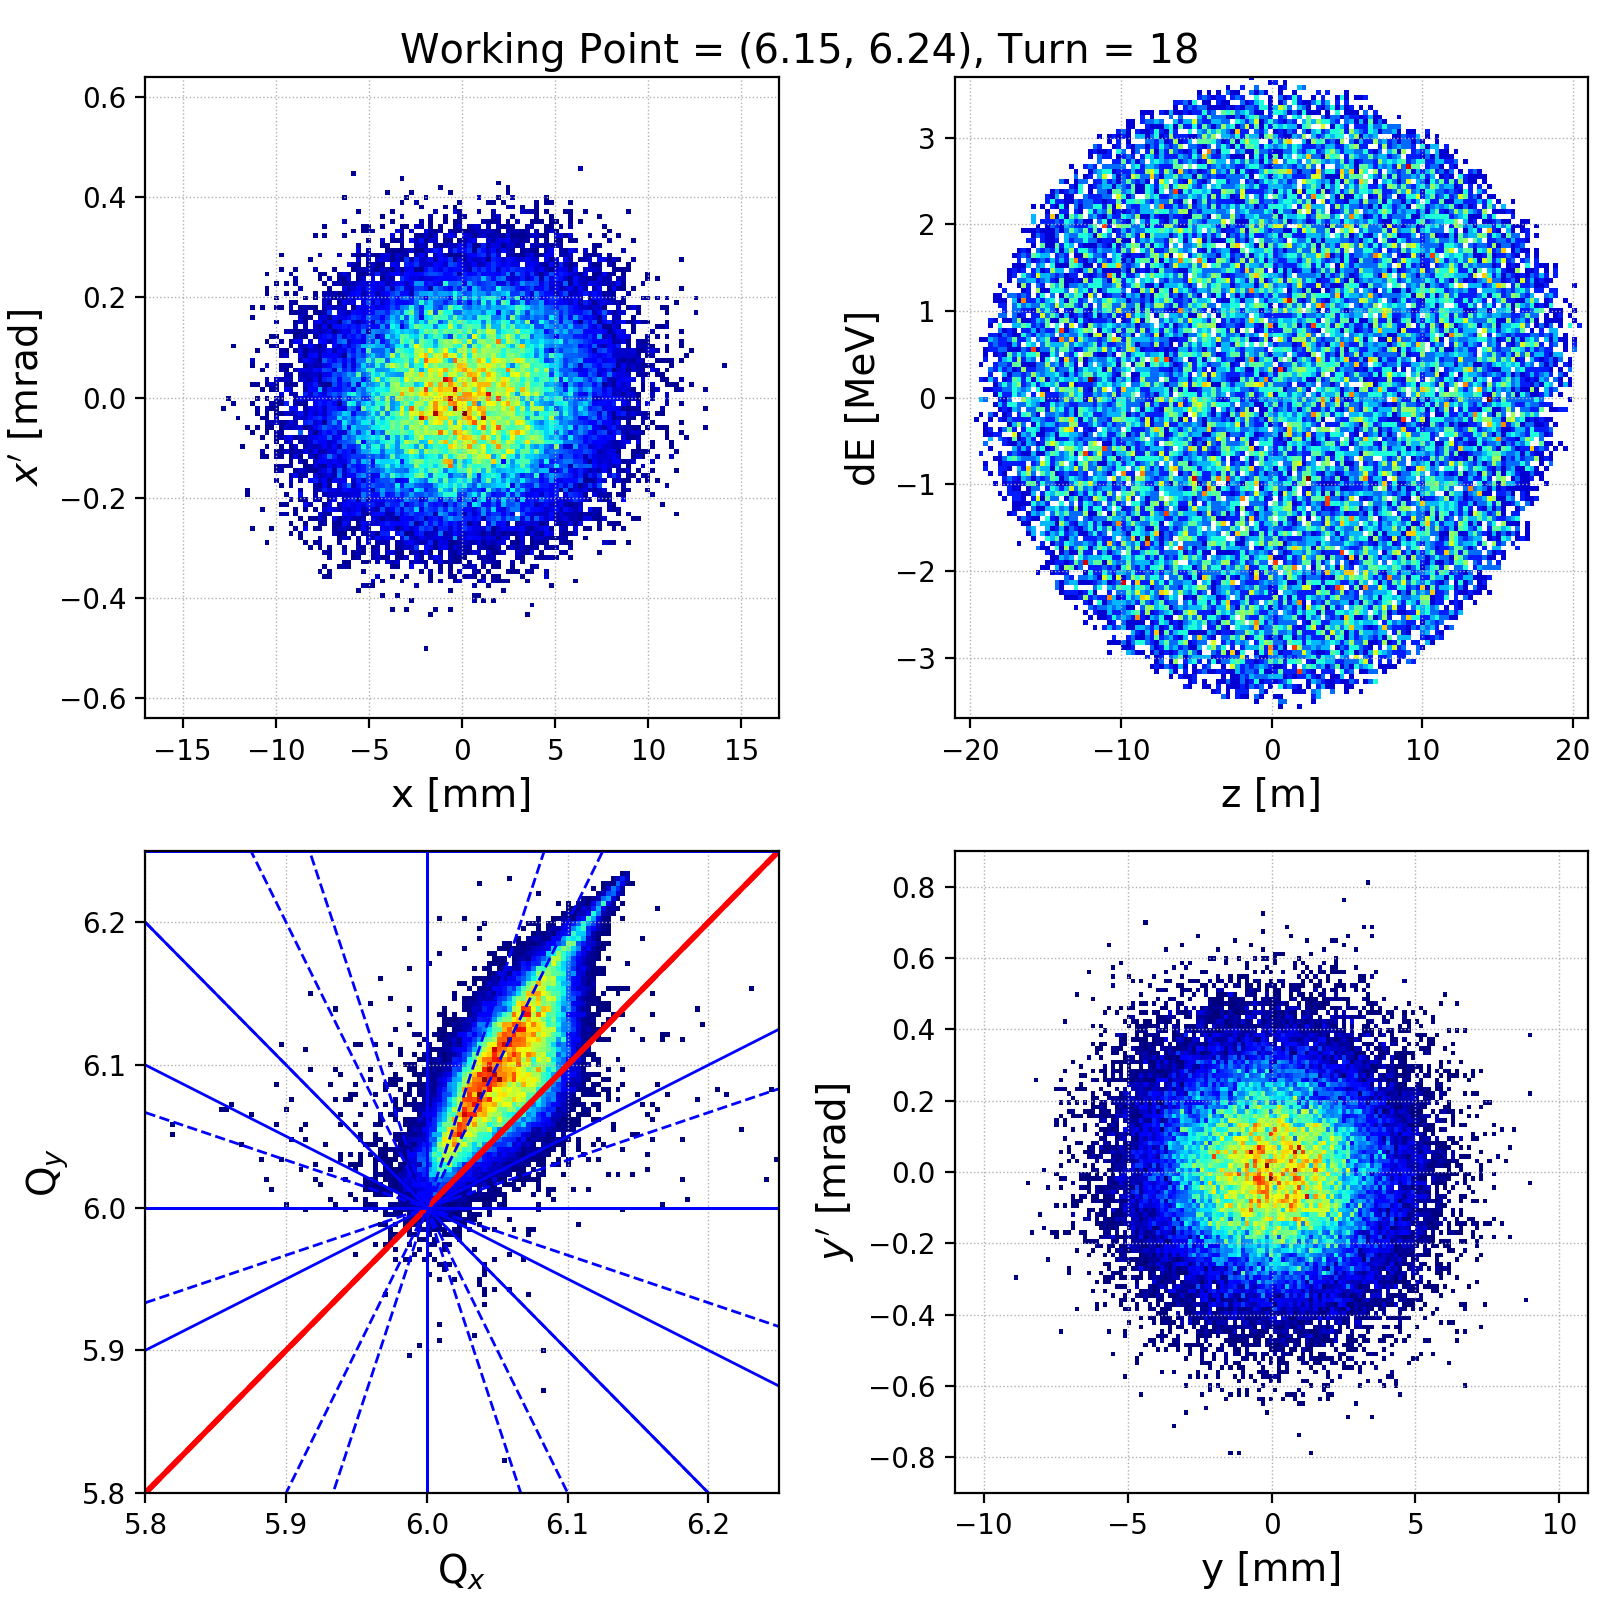 Working Point = (6.15, 6.24), Turn = 18
0.6
0.4
0.2
0.0
−0.2
−0.4
−0.6
x′ [mrad]
−15 −10 −5 0 5 10 15
x [mm]
3
2
1
0
−1
−2
−3
dE [MeV]
−20 −10 0 10 20
z [m]
6.2
6.1
6.0
5.9
5.8
Qy
5.8 5.9 6.0 6.1 6.2
Qx
0.8
0.6
0.4
0.2
0.0
−0.2
−0.4
−0.6
−0.8
y′ [mrad]
−10 −5 0 5 10
y [mm]